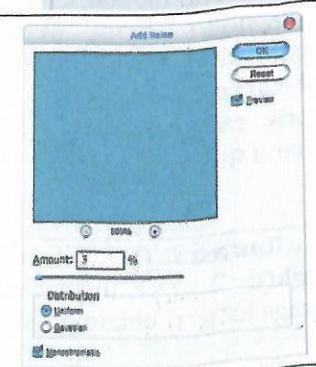 Add Noise
OK
Reset
Preview
100%
Amount: 3 %
Distribution
Uniform
Gaussian
Monochromatic